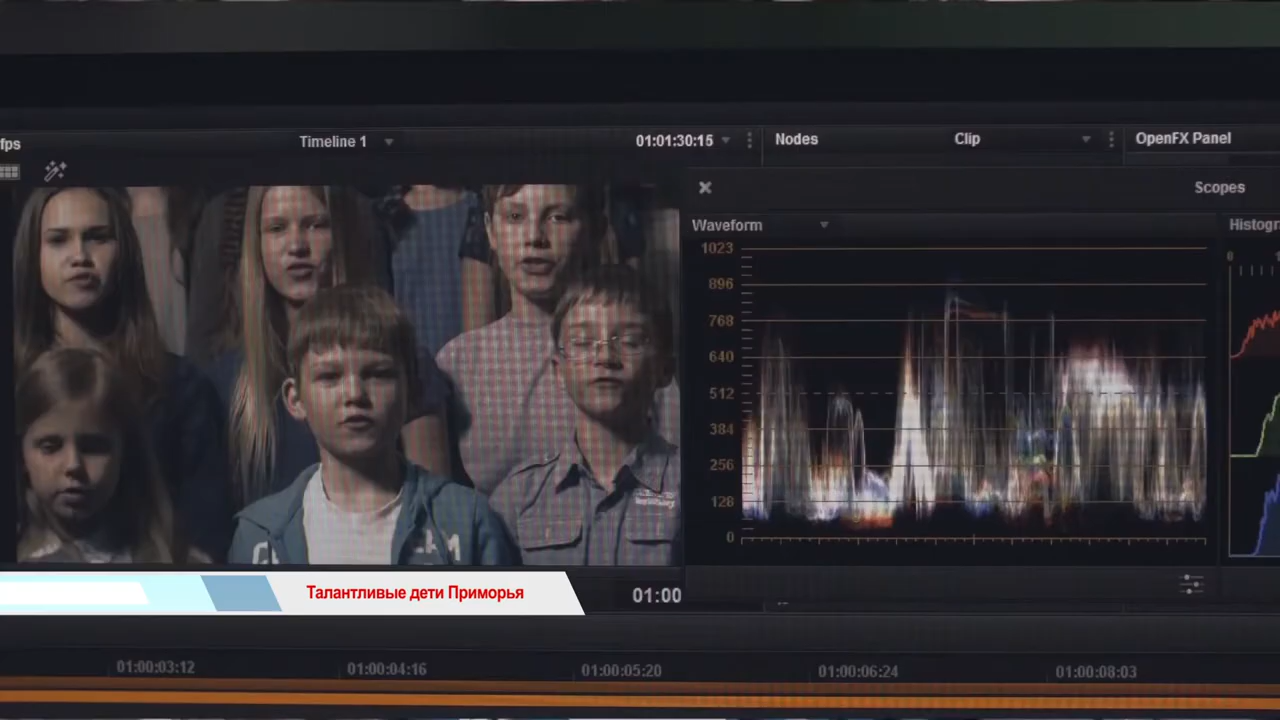 fps
Timeline 1
01:01:30:15
Nodes
Clip
OpenFX Panel
Scopes
Waveform
Histogr
1023
896
768
640
512
384
256
128
0
0
Талантливые дети Приморья
01:00
01:00:03:12
01:00:04:16
01:00:05:20
01:00:06:24
01:00:08:03